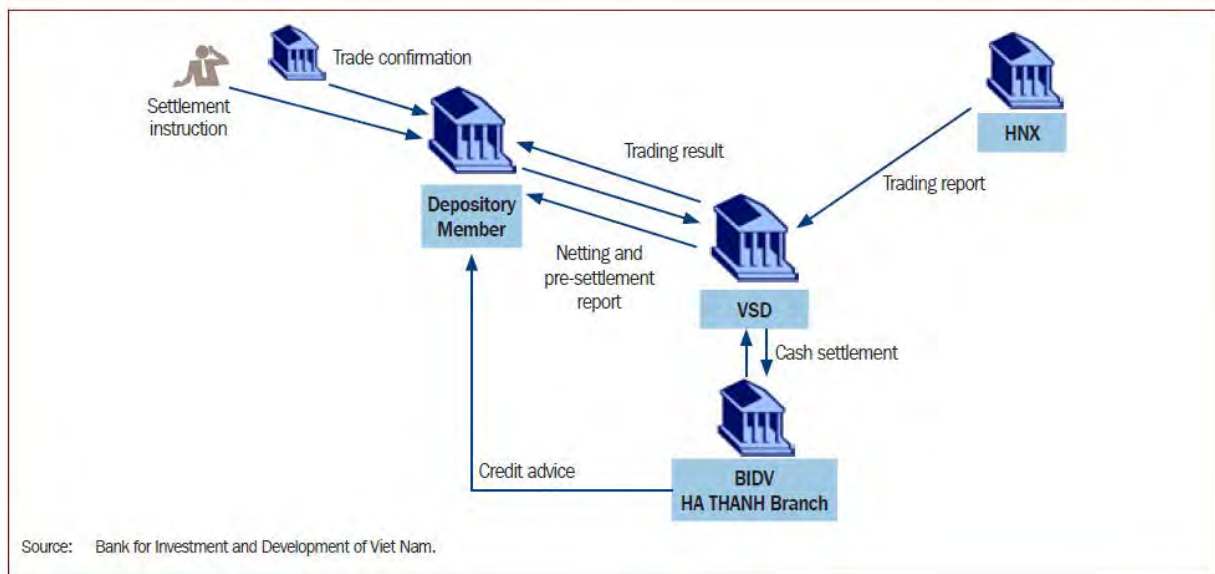 Trade confirmation
Settlement
instruction
HNX
Trading result
Trading report
Depository
Member
Netting and
pre-settlement
report
VSD
Cash settlement
Credit advice
BIDV
HA THANH Branch
Source: Bank for Investment and Development of Viet Nam.